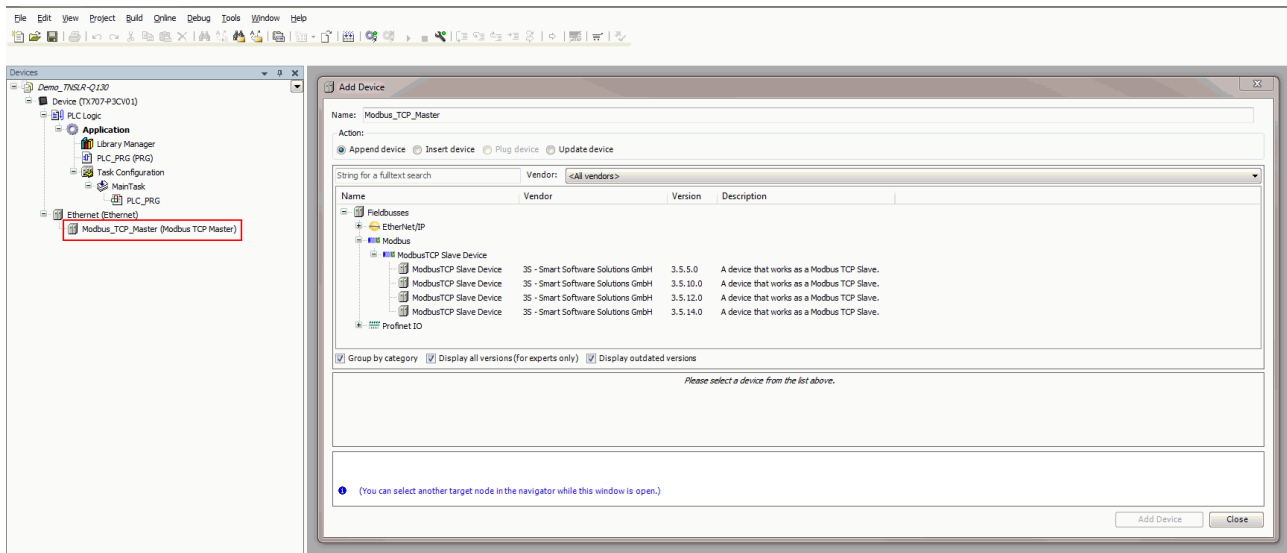 File Edit View Project Build Online Debug Tools Window Help
Devices
Demo_TNSLR-Q130
Device (TX707-P3CV01)
PLC Logic
Application
Library Manager
PLC_PRG (PRG)
Task Configuration
MainTask
PLC_PRG
Ethernet (Ethernet)
Modbus_TCP_Master (Modbus TCP Master)
Add Device
Name: Modbus_TCP_Master
Action:
Append device Insert device Plug device Update device
String for a fulltext search Vendor: <All vendors>
Name Vendor Version Description
Fieldbusses
EtherNet/IP
Modbus
ModbusTCP Slave Device
ModbusTCP Slave Device 3S - Smart Software Solutions GmbH 3.5.5.0 A device that works as a Modbus TCP Slave.
ModbusTCP Slave Device 3S - Smart Software Solutions GmbH 3.5.10.0 A device that works as a Modbus TCP Slave.
ModbusTCP Slave Device 3S - Smart Software Solutions GmbH 3.5.12.0 A device that works as a Modbus TCP Slave.
ModbusTCP Slave Device 3S - Smart Software Solutions GmbH 3.5.14.0 A device that works as a Modbus TCP Slave.
Profinet IO
Group by category Display all versions (for experts only) Display outdated versions
Please select a device from the list above.
(You can select another target node in the navigator while this window is open.)
Add Device Close